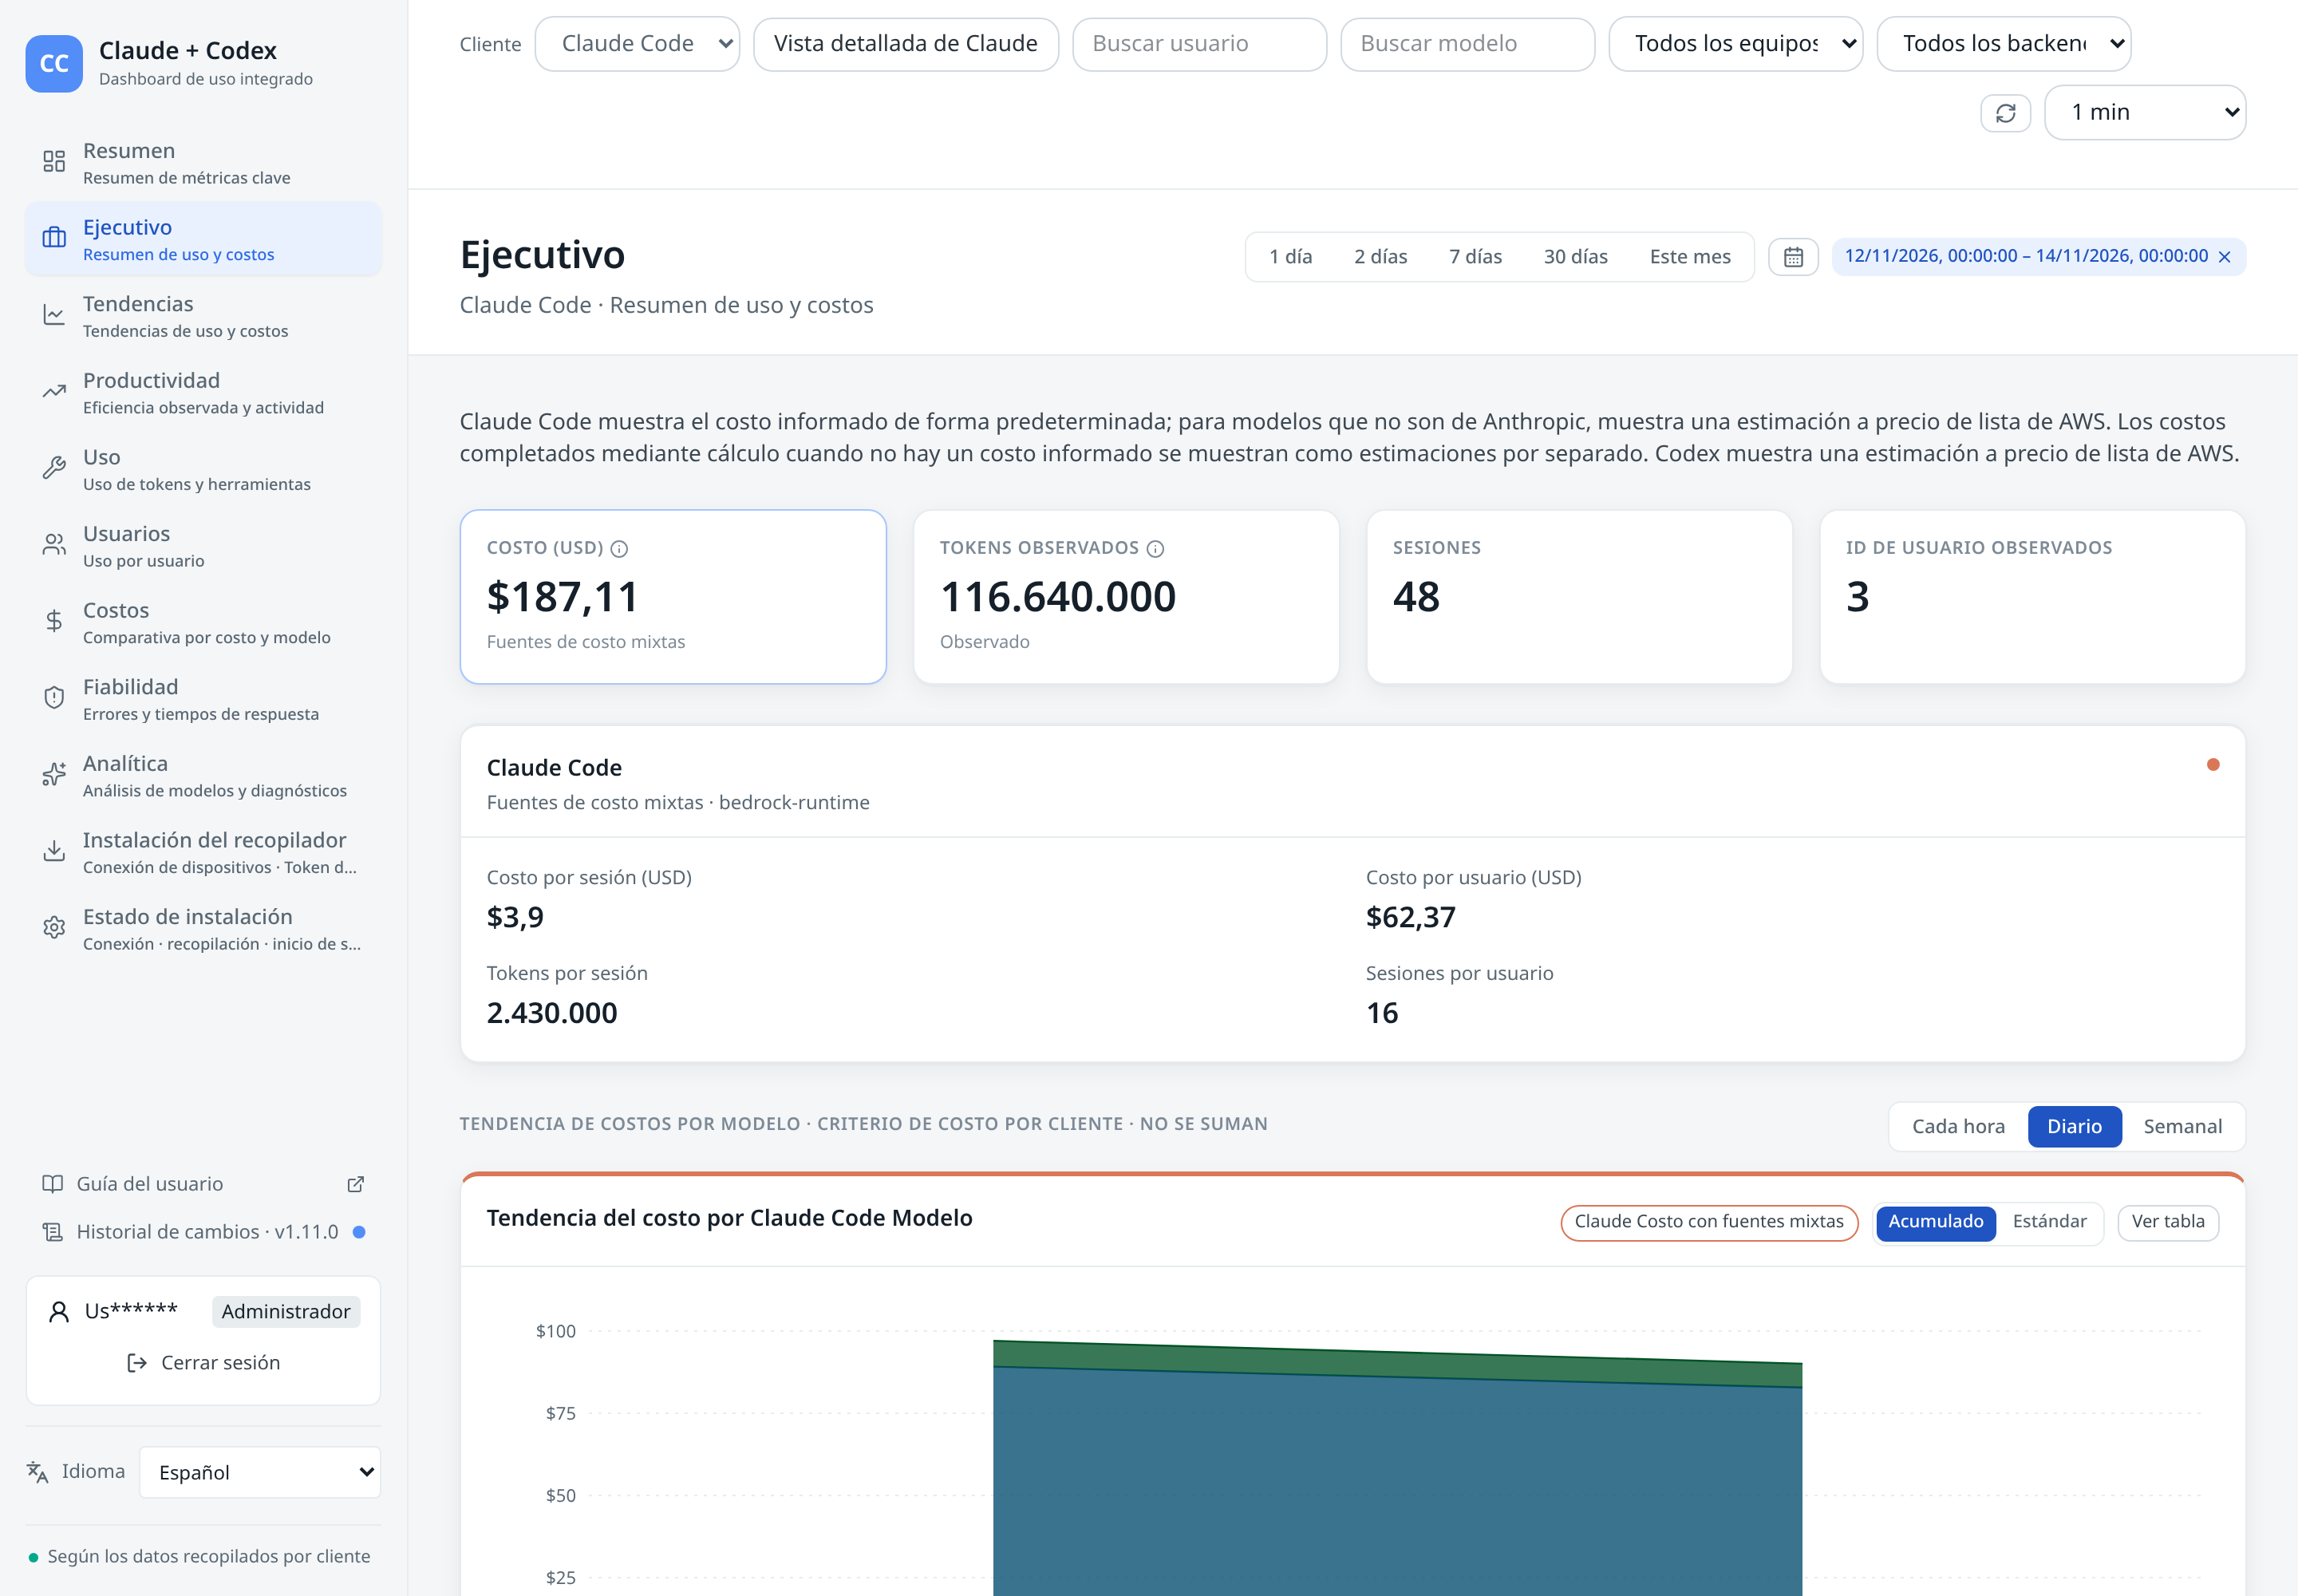 CC
Claude + Codex
Dashboard de uso integrado
Resumen
Resumen de métricas clave
Ejecutivo
Resumen de uso y costos
Tendencias
Tendencias de uso y costos
Productividad
Eficiencia observada y actividad
Uso
Uso de tokens y herramientas
Usuarios
Uso por usuario
Costos
Comparativa por costo y modelo
Fiabilidad
Errores y tiempos de respuesta
Analítica
Análisis de modelos y diagnósticos
Instalación del recopilador
Conexión de dispositivos · Token d...
Estado de instalación
Conexión · recopilación · inicio de s...
Guía del usuario
Historial de cambios · v1.11.0
Us****** Administrador
Cerrar sesión
Idioma Español
Según los datos recopilados por cliente
Cliente Claude Code Vista detallada de Claude Buscar usuario Buscar modelo Todos los equipos Todos los backen
1 min
Ejecutivo
Claude Code · Resumen de uso y costos
1 día 2 días 7 días 30 días Este mes 12/11/2026, 00:00:00 – 14/11/2026, 00:00:00
Claude Code muestra el costo informado de forma predeterminada; para modelos que no son de Anthropic, muestra una estimación a precio de lista de AWS. Los costos
completados mediante cálculo cuando no hay un costo informado se muestran como estimaciones por separado. Codex muestra una estimación a precio de lista de AWS.
COSTO (USD)
$187,11
Fuentes de costo mixtas
TOKENS OBSERVADOS
116.640.000
Observado
SESIONES
48
ID DE USUARIO OBSERVADOS
3
Claude Code
Fuentes de costo mixtas · bedrock-runtime
Costo por sesión (USD)
$3,9
Costo por usuario (USD)
$62,37
Tokens por sesión
2.430.000
Sesiones por usuario
16
TENDENCIA DE COSTOS POR MODELO · CRITERIO DE COSTO POR CLIENTE · NO SE SUMAN
Cada hora Diario Semanal
Tendencia del costo por Claude Code Modelo
Claude Costo con fuentes mixtas Acumulado Estándar Ver tabla
$100
$75
$50
$25